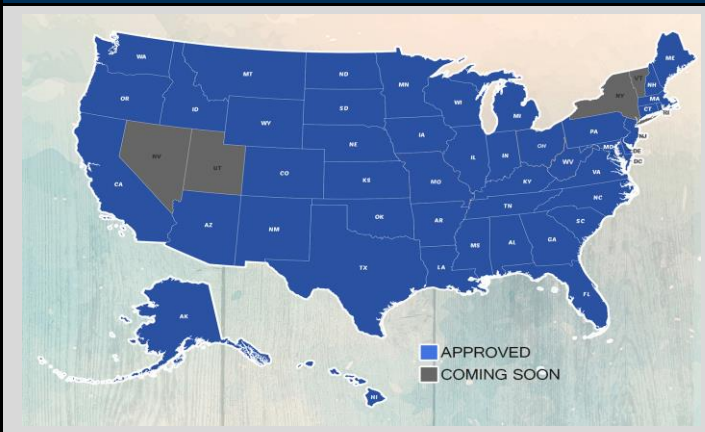 WA
MT
ND
MN
ME
VT
NH
OR
ID
SD
WI
MI
NY
MA
CT
RI
WY
IA
PA
NJ
NE
OH
MD
DE
NV
UT
CO
IL
IN
WV
DC
VA
CA
KS
MO
KY
NC
TN
AZ
NM
OK
AR
SC
MS
AL
GA
TX
LA
FL
AK
HI
APPROVED
COMING SOON